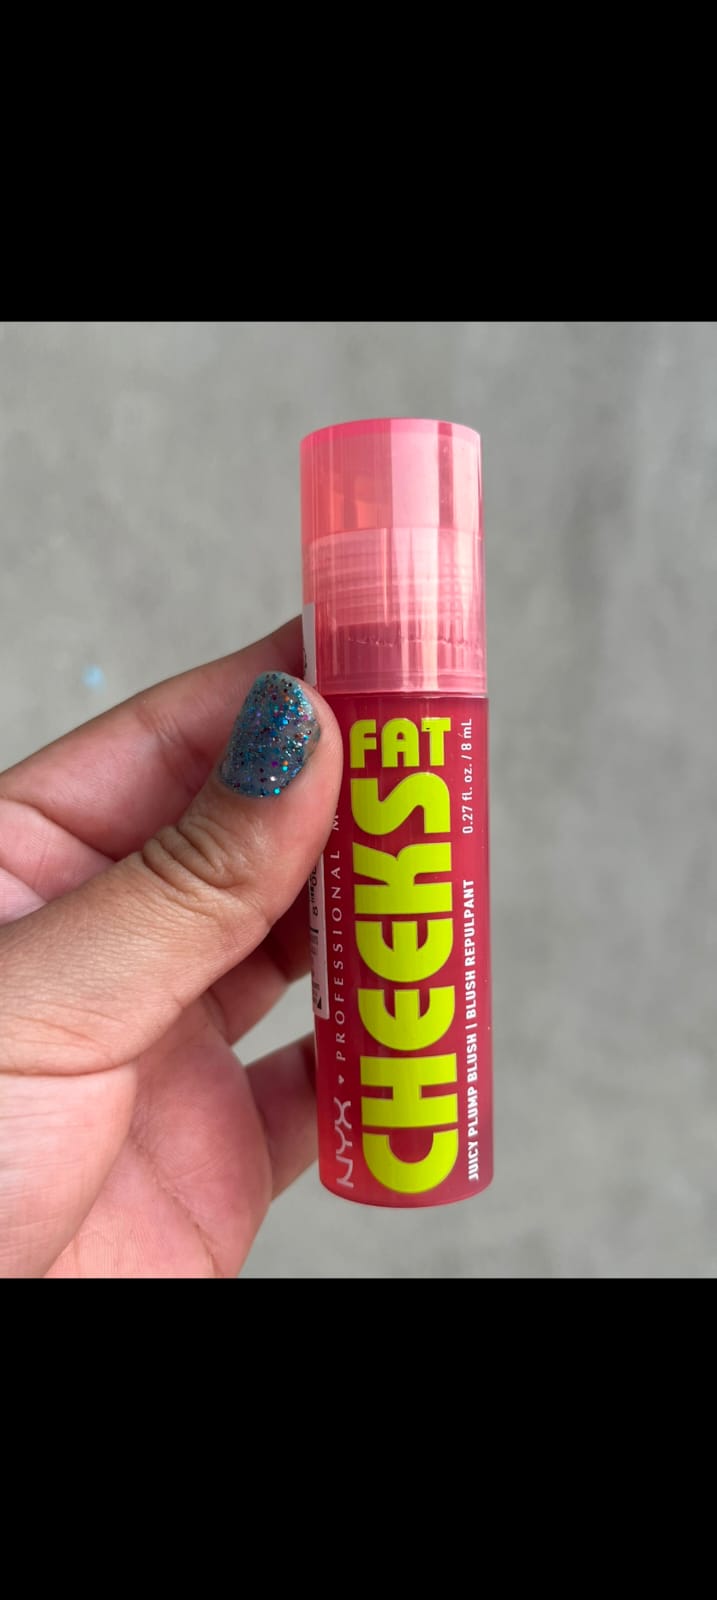 FAT
CHEEKS
NYX PROFESSIONAL M
JUICY PLUMP BLUSH | BLUSH REPULPANT
0.27 fl. oz. / 8 mL